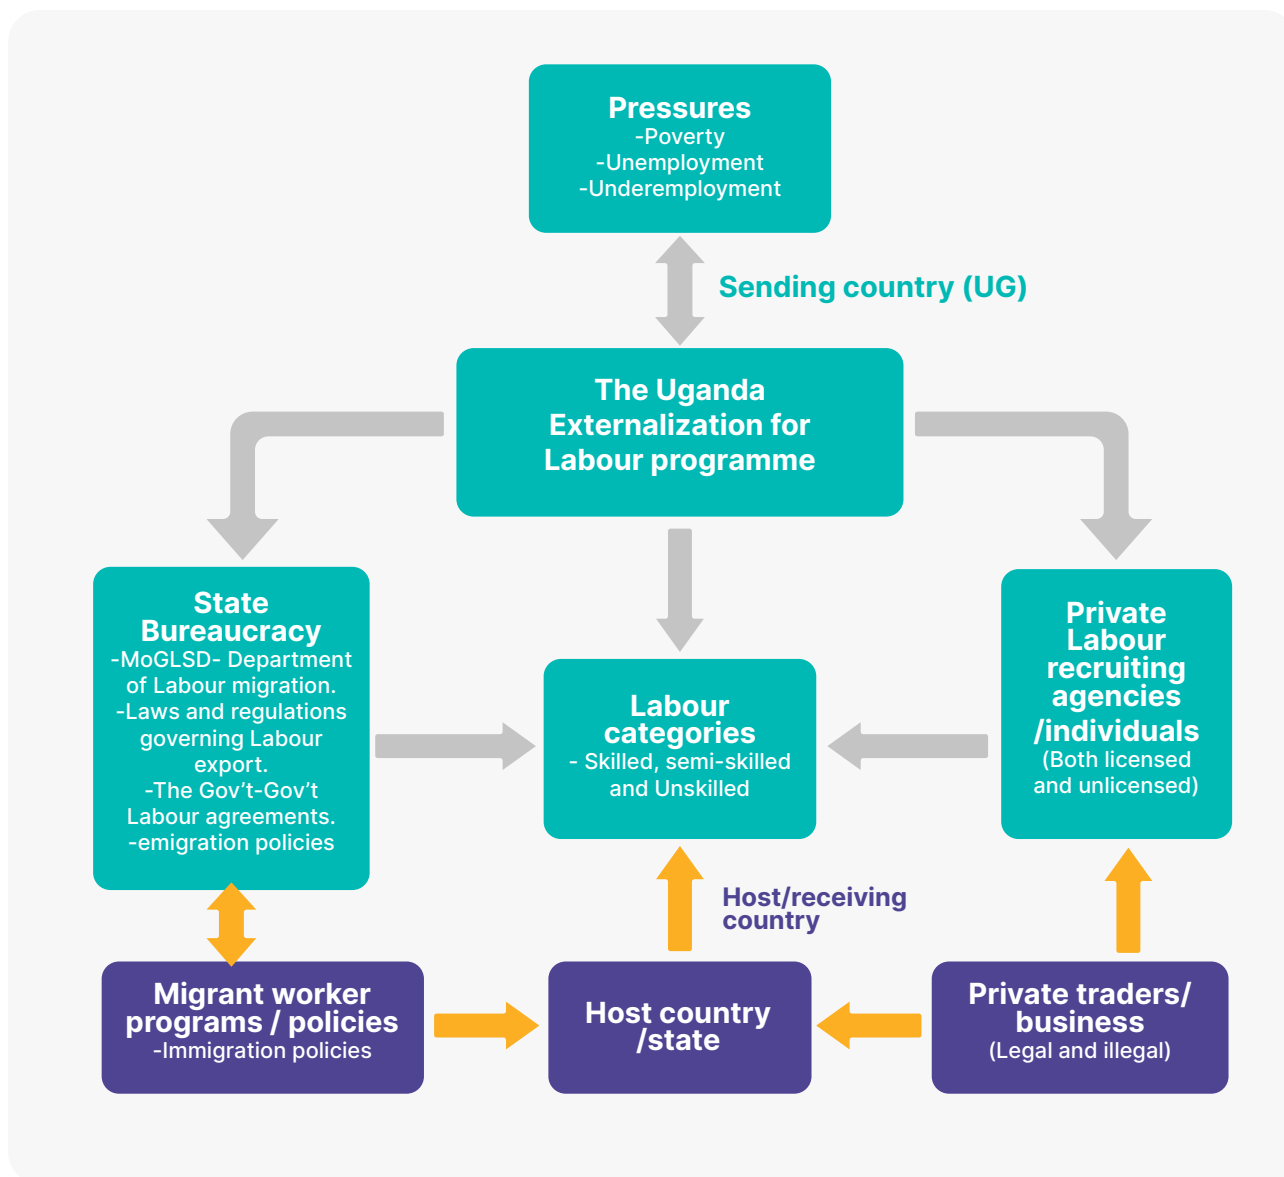 Pressures
-Poverty
-Unemployment
-Underemployment
Sending country (UG)
The Uganda
Externalization for
Labour programme
State
Bureaucracy
-MoGLSD- Department
of Labour migration.
-Laws and regulations
governing Labour
export.
-The Gov’t-Gov’t
Labour agreements.
-emigration policies
Labour
categories
- Skilled, semi-skilled
and Unskilled
Private
Labour
recruiting
agencies
/individuals
(Both licensed
and unlicensed)
Host/receiving
country
Migrant worker
programs / policies
-Immigration policies
Host country
/state
Private traders/
business
(Legal and illegal)